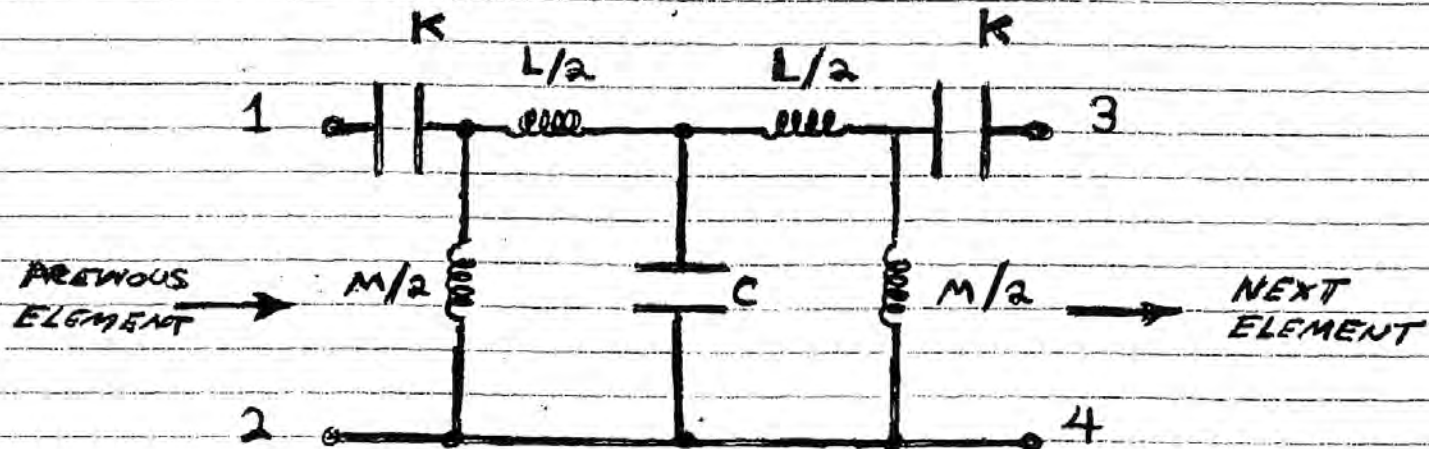 K K
L/2 L/2
1 3
PREVIOUS ELEMENT M/2 C M/2 NEXT ELEMENT
2 4